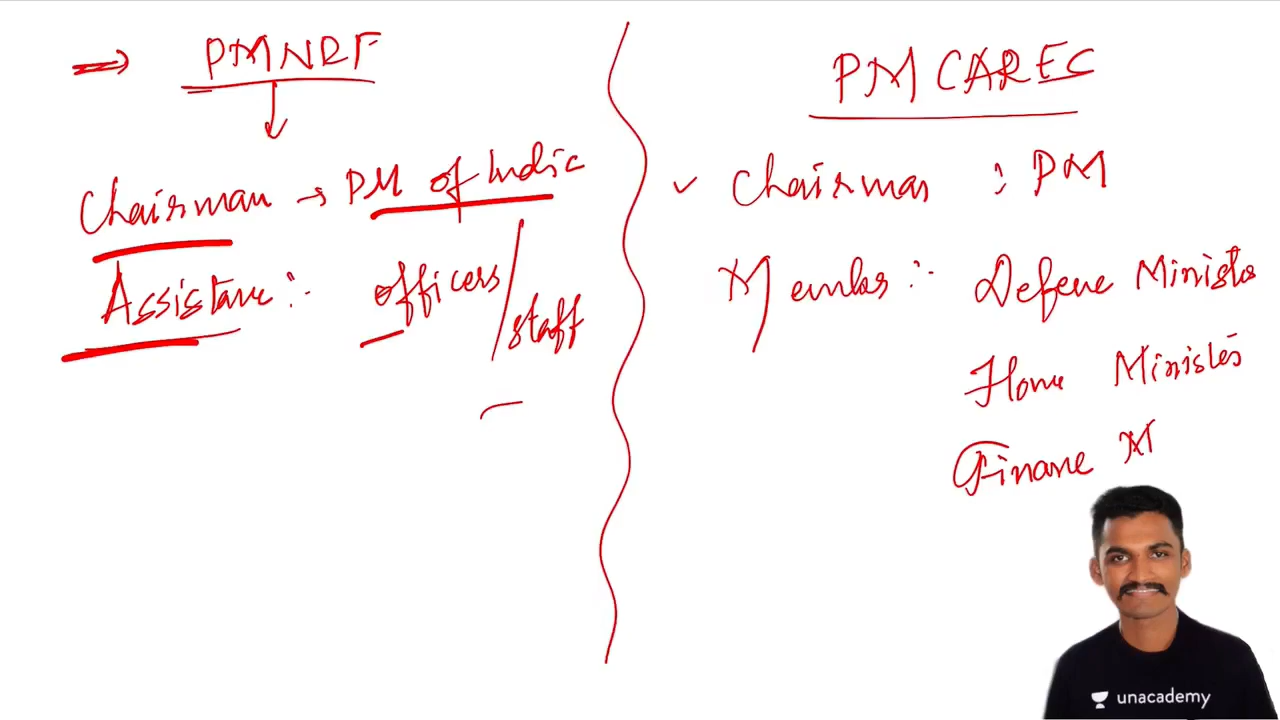 ⇒ PMNRF
Chairman → PM of India
Assistance : officers/
staff
PM CARES
✓ Chairman : PM
Members : Defence Minister
Home Minister
Finance M
unacademy